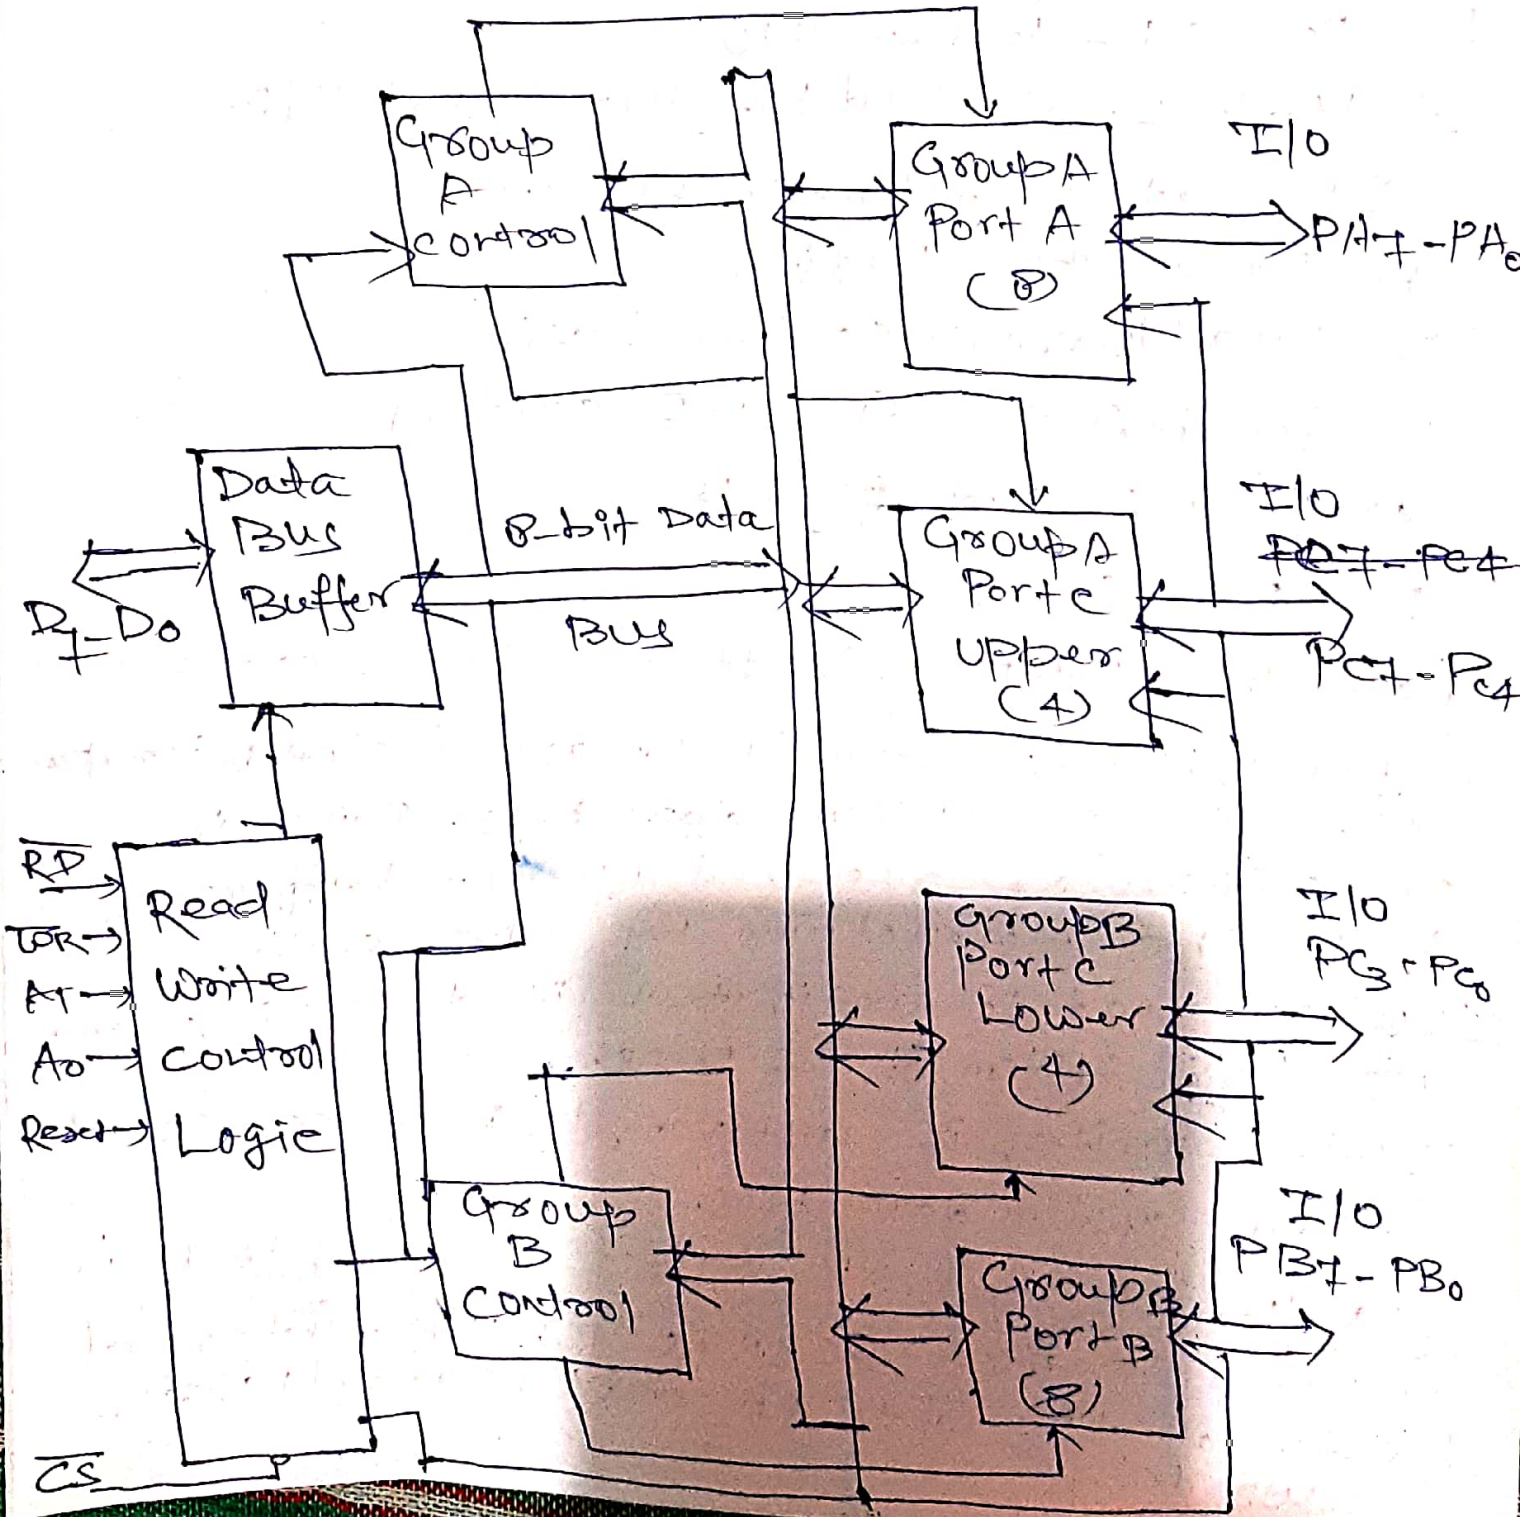 Group
A
control
Group A
Port A
(8)
I/O
PA7-PA0
Data
Bus
Buffer
D7-D0
8-bit Data
Bus
Group A
Port C
upper
(4)
I/O
PC7-PC4
PC7-PC4
RD
A1
A0
Reset
CS
Read
Write
control
Logic
Group B
Port C
Lower
(4)
I/O
PC3-PC0
Group
B
Control
Group B
Port B
(8)
I/O
PB7-PB0